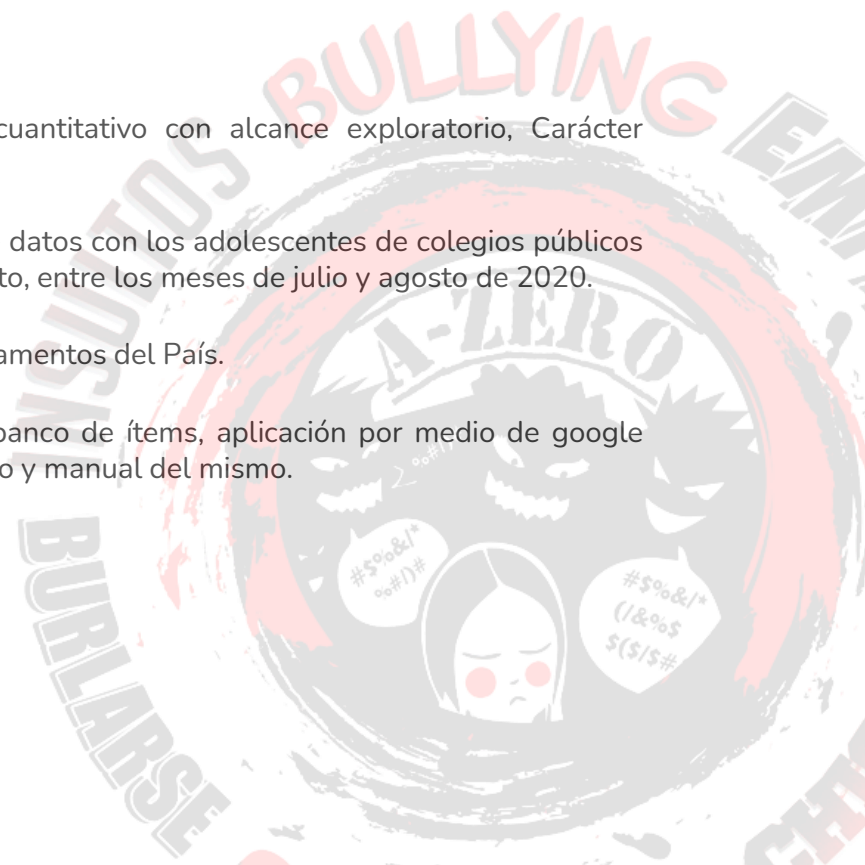 cuantitativo con alcance exploratorio, Carácter
datos con los adolescentes de colegios públicos
to, entre los meses de julio y agosto de 2020.
amentos del País.
banco de ítems, aplicación por medio de google
o y manual del mismo.
BULLYING
INSULTOS
A-ZERO
#$%&/*
%#!)#
#$%&/*
(/&%$
$($/$#
BURLARSE